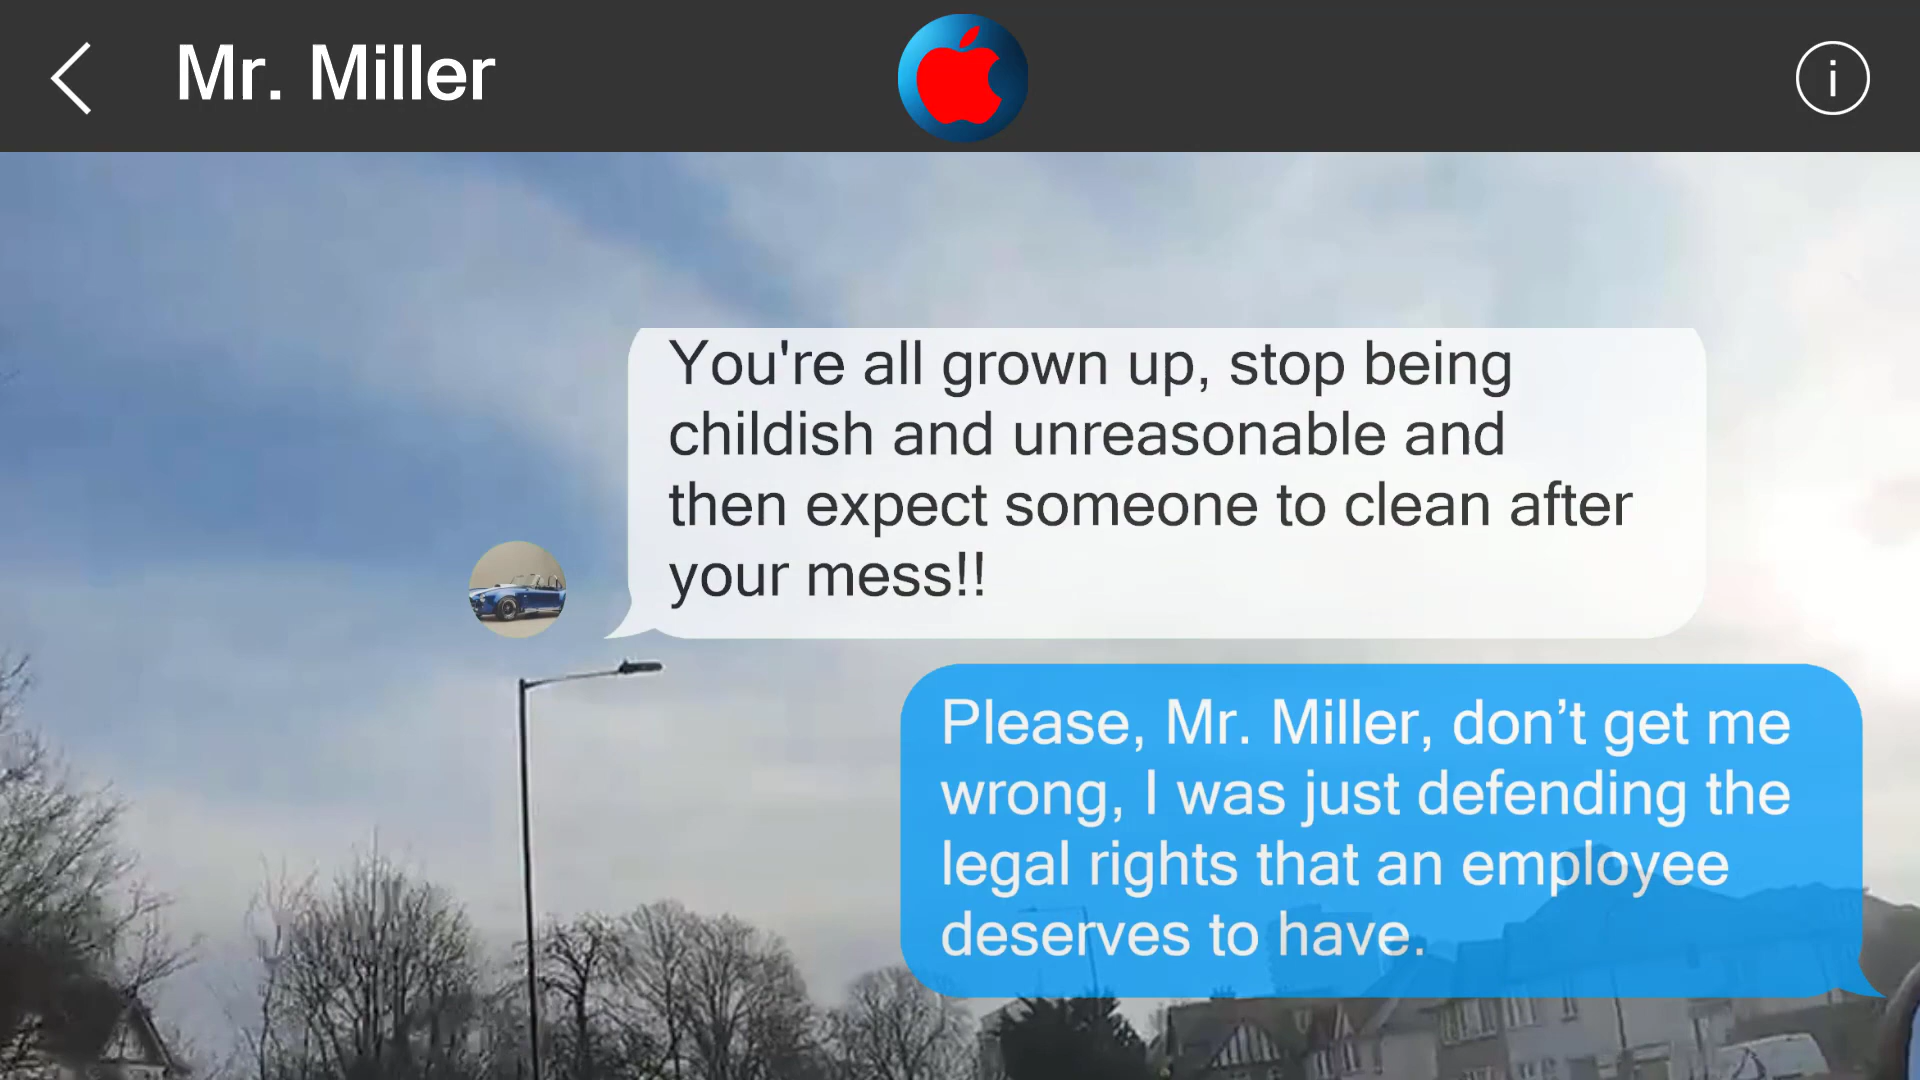 Mr. Miller
i
You're all grown up, stop being
childish and unreasonable and
then expect someone to clean after
your mess!!
Please, Mr. Miller, don’t get me
wrong, I was just defending the
legal rights that an employee
deserves to have.